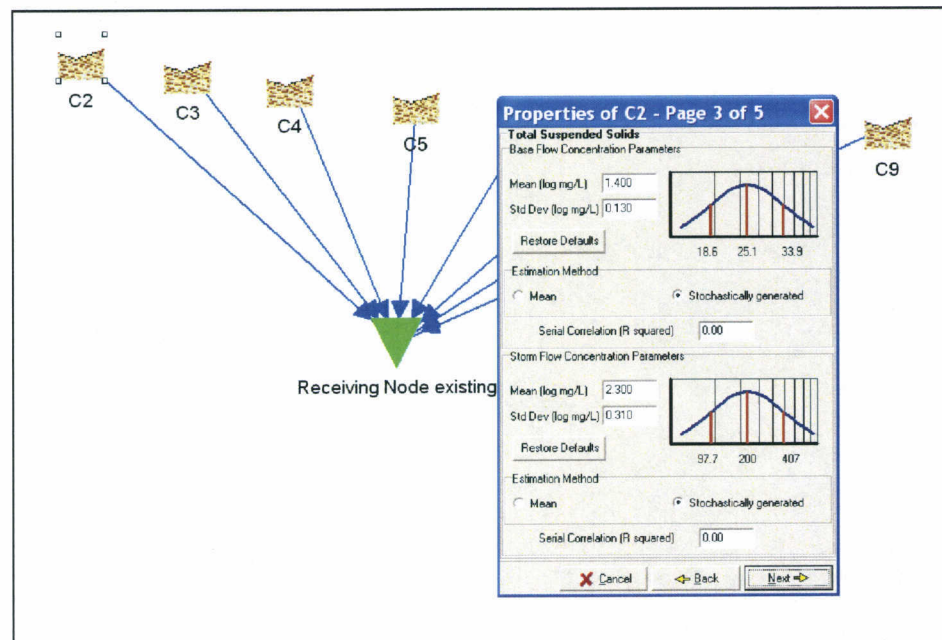 C2
C3
C4
C5
C9
Receiving Node existing
Properties of C2 - Page 3 of 5
Total Suspended Solids
Base Flow Concentration Parameters
Mean (log mg/L) 1.400
Std Dev (log mg/L) 0.130
Restore Defaults
18.6 25.1 33.9
Estimation Method
Mean Stochastically generated
Serial Correlation (R squared) 0.00
Storm Flow Concentration Parameters
Mean (log mg/L) 2.300
Std Dev (log mg/L) 0.310
Restore Defaults
97.7 200 407
Estimation Method
Mean Stochastically generated
Serial Correlation (R squared) 0.00
Cancel Back Next